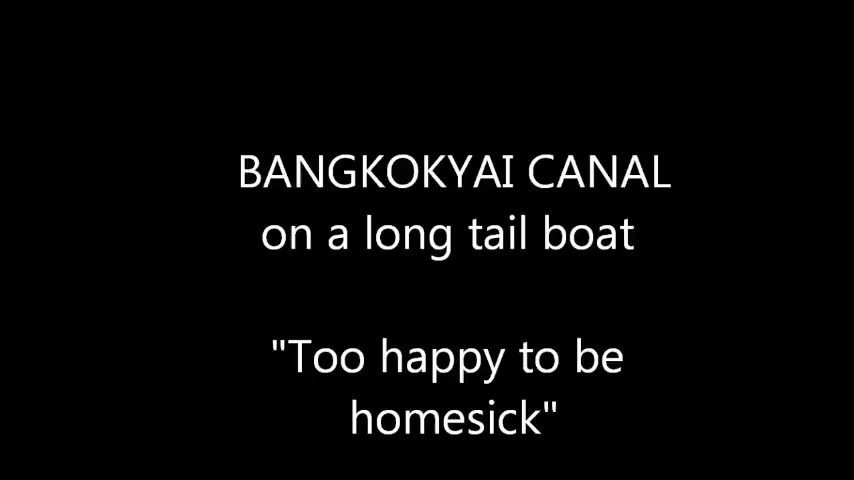 BANGKOKYAI CANAL
on a long tail boat
"Too happy to be
homesick"